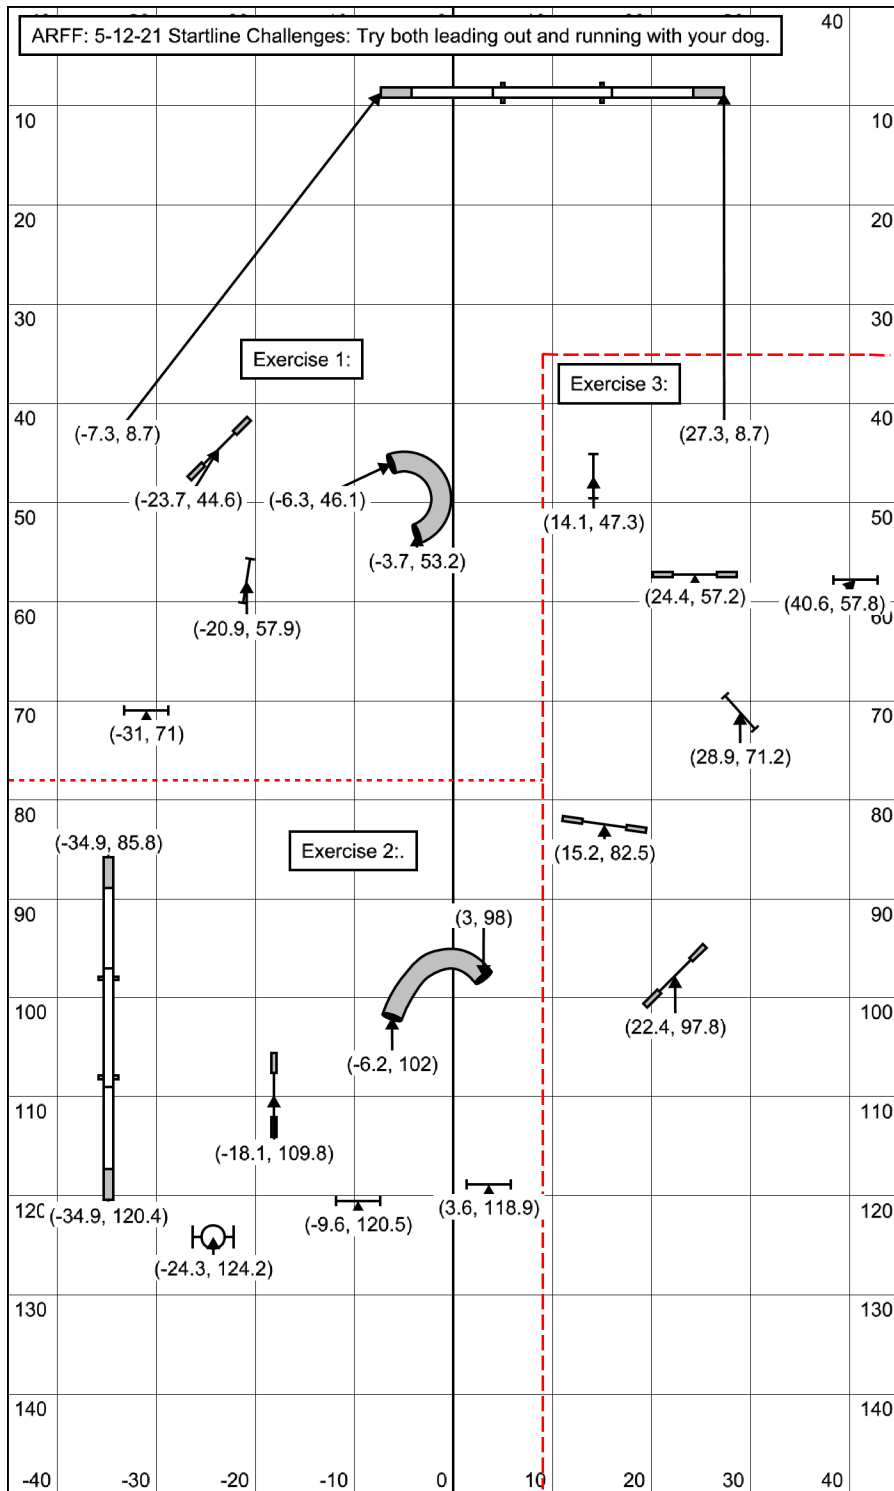 40
ARFF: 5-12-21 Startline Challenges: Try both leading out and running with your dog.
10 10
20 20
30 30
Exercise 1:
Exercise 3:
40 40
(-7.3, 8.7) (27.3, 8.7)
(-23.7, 44.6) (-6.3, 46.1)
50 (14.1, 47.3) 50
(-3.7, 53.2)
(24.4, 57.2) (40.6, 57.8)
60 60
(-20.9, 57.9)
70 70
(-31, 71)
(28.9, 71.2)
80 80
(-34.9, 85.8) Exercise 2:. (15.2, 82.5)
90 90
(3, 98)
100 100
(22.4, 97.8)
(-6.2, 102)
110 110
(-18.1, 109.8)
120 120
(-34.9, 120.4) (-9.6, 120.5) (3.6, 118.9)
(-24.3, 124.2)
130 130
140 140
-40 -30 -20 -10 0 10 20 30 40